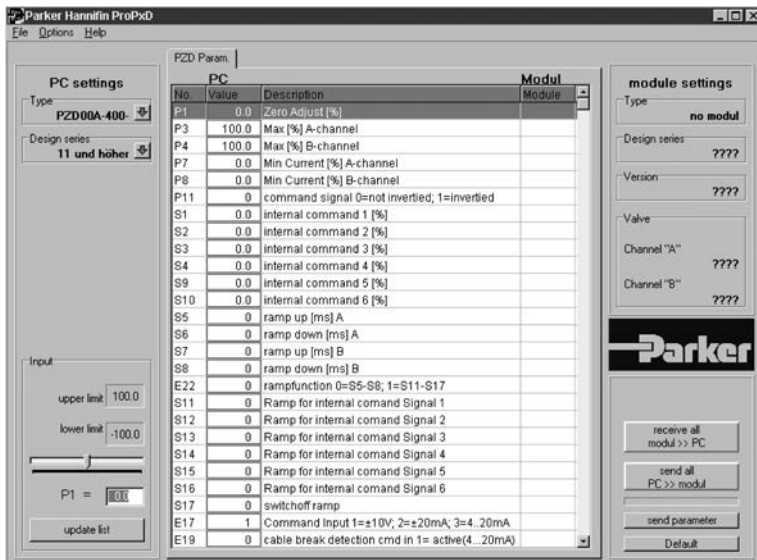 Parker Hannifin ProPxD
File Options Help
PZD Param.
PC settings
Type
PZD00A-400-
Design series
11 und höher
Input
upper limit 100.0
lower limit -100.0
P1 = 0.0
update list
PC Modul
No. Value Description Module
P1 0.0 Zero Adjust [%]
P3 100.0 Max [%] A-channel
P4 100.0 Max [%] B-channel
P7 0.0 Min Current [%] A-channel
P8 0.0 Min Current [%] B-channel
P11 0 command signal 0=not invertied; 1=invertied
S1 0.0 internal command 1 [%]
S2 0.0 internal command 2 [%]
S3 0.0 internal command 3 [%]
S4 0.0 internal command 4 [%]
S9 0.0 internal command 5 [%]
S10 0.0 internal command 6 [%]
S5 0 ramp up [ms] A
S6 0 ramp down [ms] A
S7 0 ramp up [ms] B
S8 0 ramp down [ms] B
E22 0 rampfunction 0=S5-S8; 1=S11-S17
S11 0 Ramp for internal comand Signal 1
S12 0 Ramp for internal comand Signal 2
S13 0 Ramp for internal comand Signal 3
S14 0 Ramp for internal comand Signal 4
S15 0 Ramp for internal comand Signal 5
S16 0 Ramp for internal comand Signal 6
S17 0 switchoff ramp
E17 1 Command Input 1=±10V; 2=±20mA; 3=4..20mA
E19 0 cable break detection cmd in 1= active(4...20mA)
module settings
Type
no modul
Design series
????
Version
????
Valve
Channel "A"
????
Channel "B"
????
Parker
receive all
modul >> PC
send all
PC >> modul
send parameter
Default